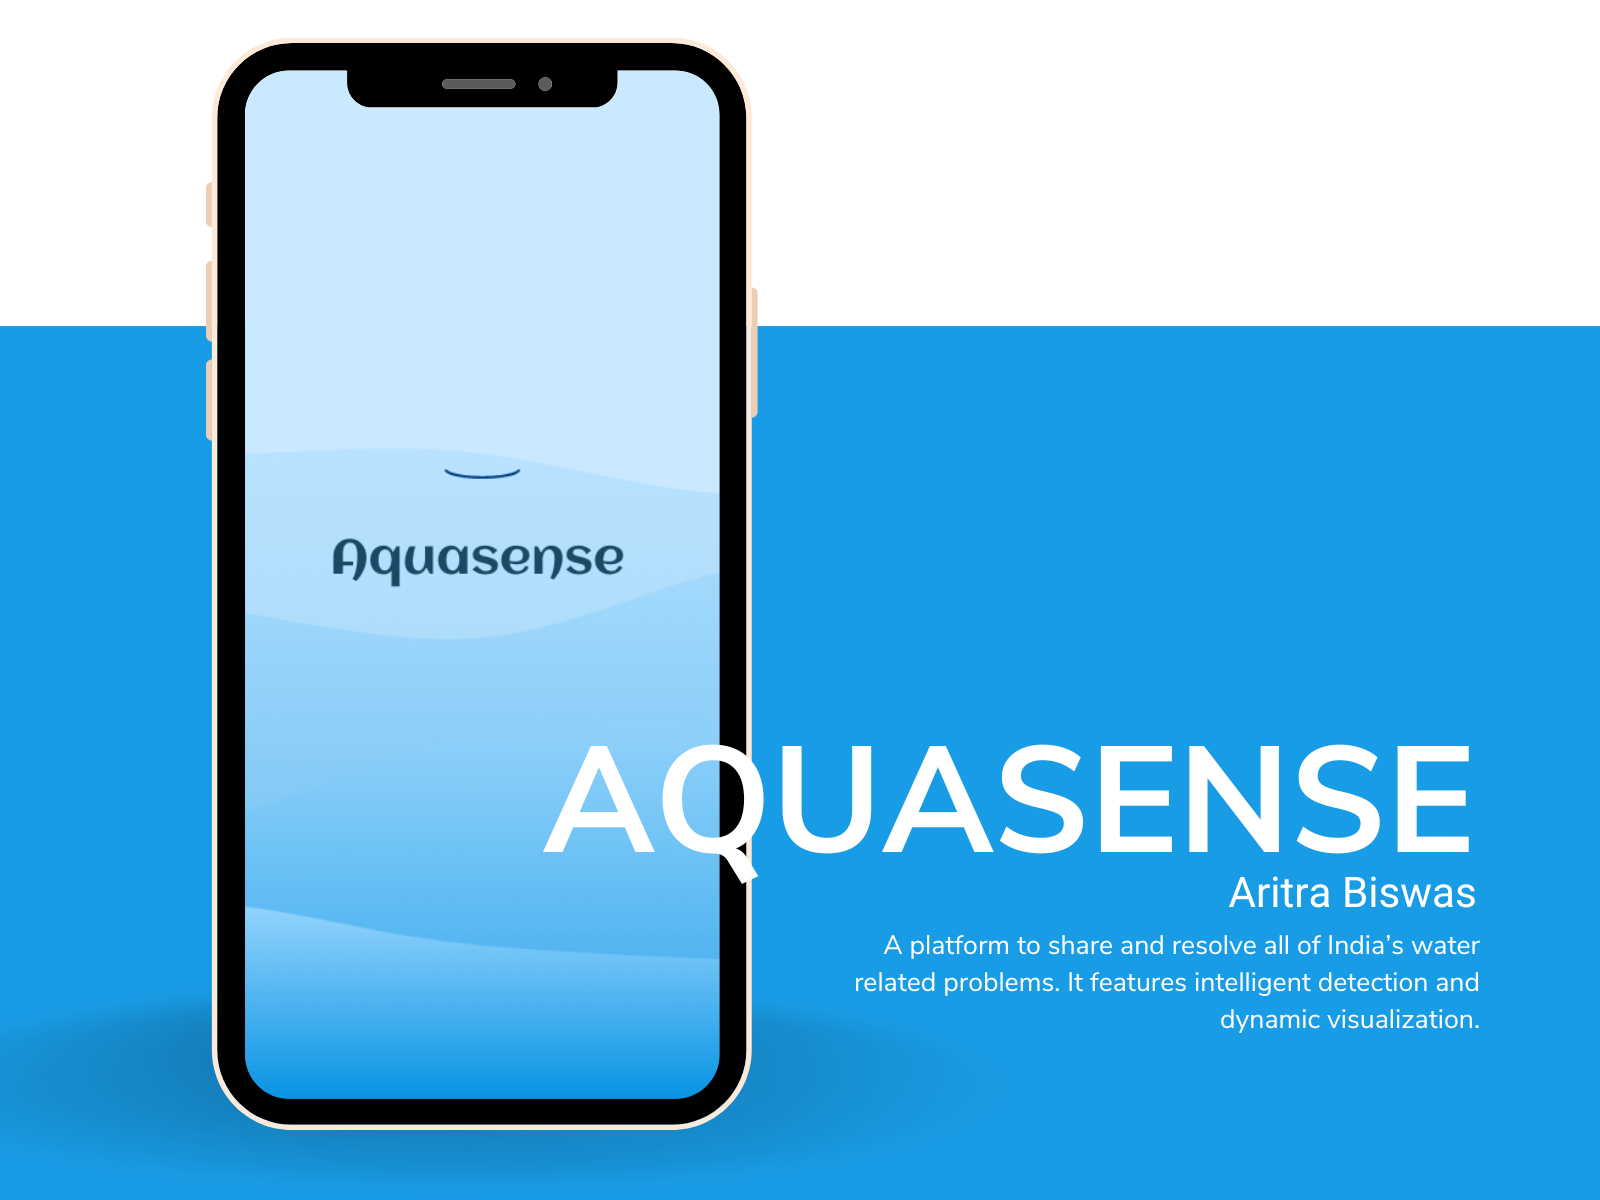 Aquasense
AQUASENSE
Aritra Biswas
A platform to share and resolve all of India’s water
related problems. It features intelligent detection and
dynamic visualization.